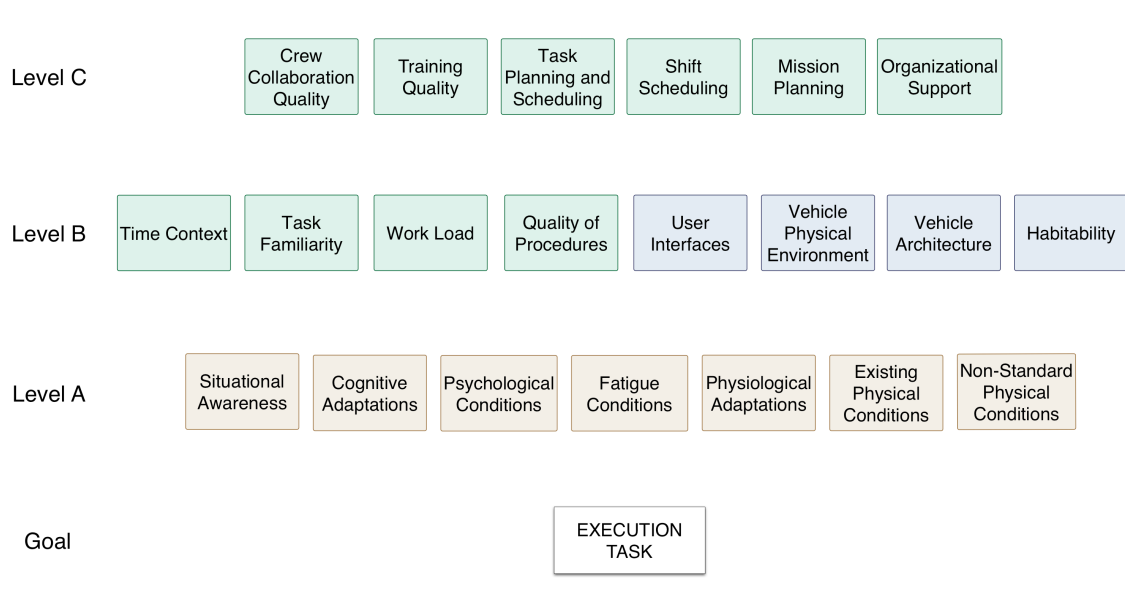 Level C
Crew
Collaboration
Quality
Training
Quality
Task
Planning and
Scheduling
Shift
Scheduling
Mission
Planning
Organizational
Support
Level B
Time Context
Task
Familiarity
Work Load
Quality of
Procedures
User
Interfaces
Vehicle
Physical
Environment
Vehicle
Architecture
Habitability
Level A
Situational
Awareness
Cognitive
Adaptations
Psychological
Conditions
Fatigue
Conditions
Physiological
Adaptations
Existing
Physical
Conditions
Non-Standard
Physical
Conditions
Goal
EXECUTION
TASK